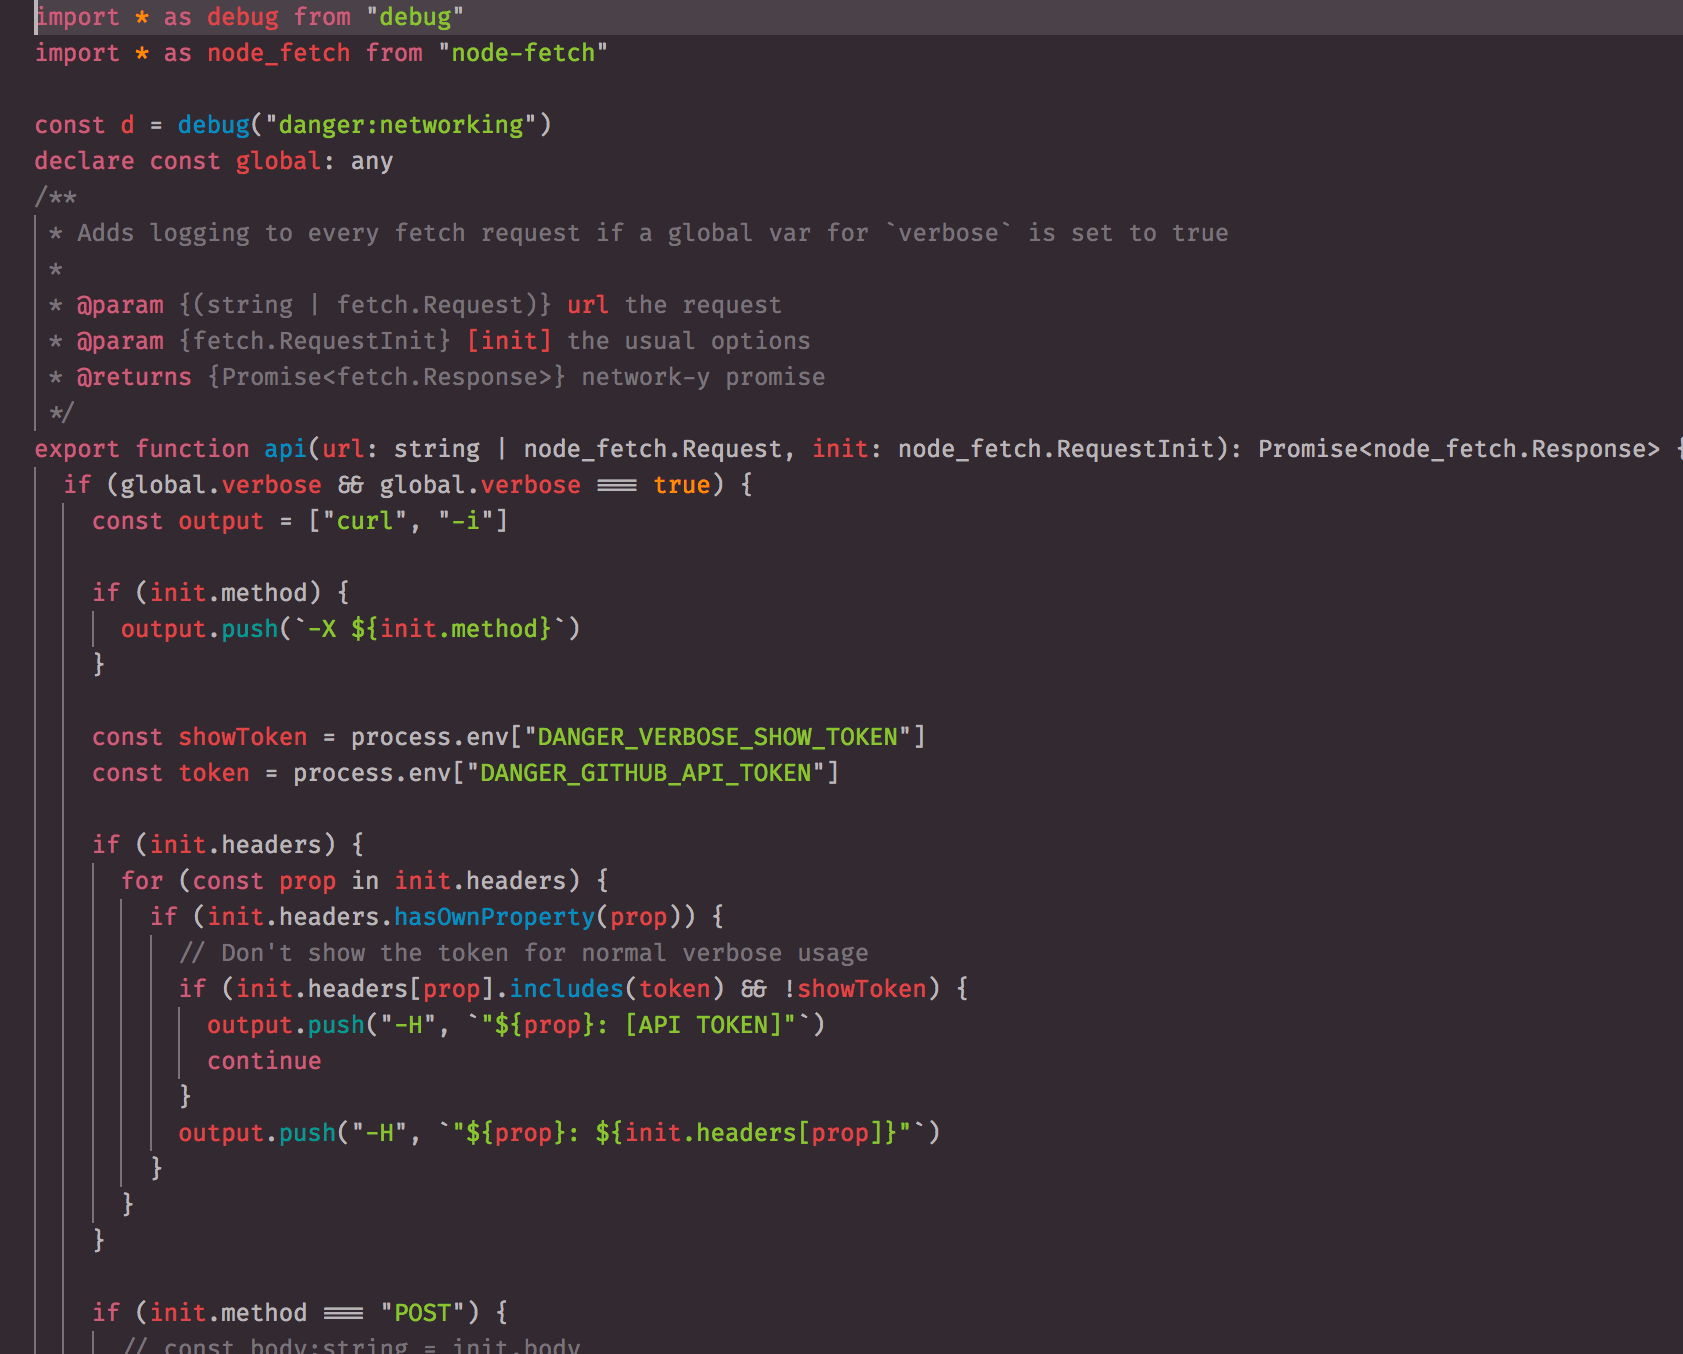 import * as debug from "debug"
import * as node_fetch from "node-fetch"
const d = debug("danger:networking")
declare const global: any
/**
* Adds logging to every fetch request if a global var for `verbose` is set to true
*
* @param {(string | fetch.Request)} url the request
* @param {fetch.RequestInit} [init] the usual options
* @returns {Promise<fetch.Response>} network-y promise
*/
export function api(url: string | node_fetch.Request, init: node_fetch.RequestInit): Promise<node_fetch.Response> {
if (global.verbose && global.verbose === true) {
const output = ["curl", "-i"]
if (init.method) {
output.push(`-X ${init.method}`)
}
const showToken = process.env["DANGER_VERBOSE_SHOW_TOKEN"]
const token = process.env["DANGER_GITHUB_API_TOKEN"]
if (init.headers) {
for (const prop in init.headers) {
if (init.headers.hasOwnProperty(prop)) {
// Don't show the token for normal verbose usage
if (init.headers[prop].includes(token) && !showToken) {
output.push("-H", `"${prop}: [API TOKEN]"`)
continue
}
output.push("-H", `"${prop}: ${init.headers[prop]}"`)
}
}
}
if (init.method === "POST") {
// const body:string = init.body